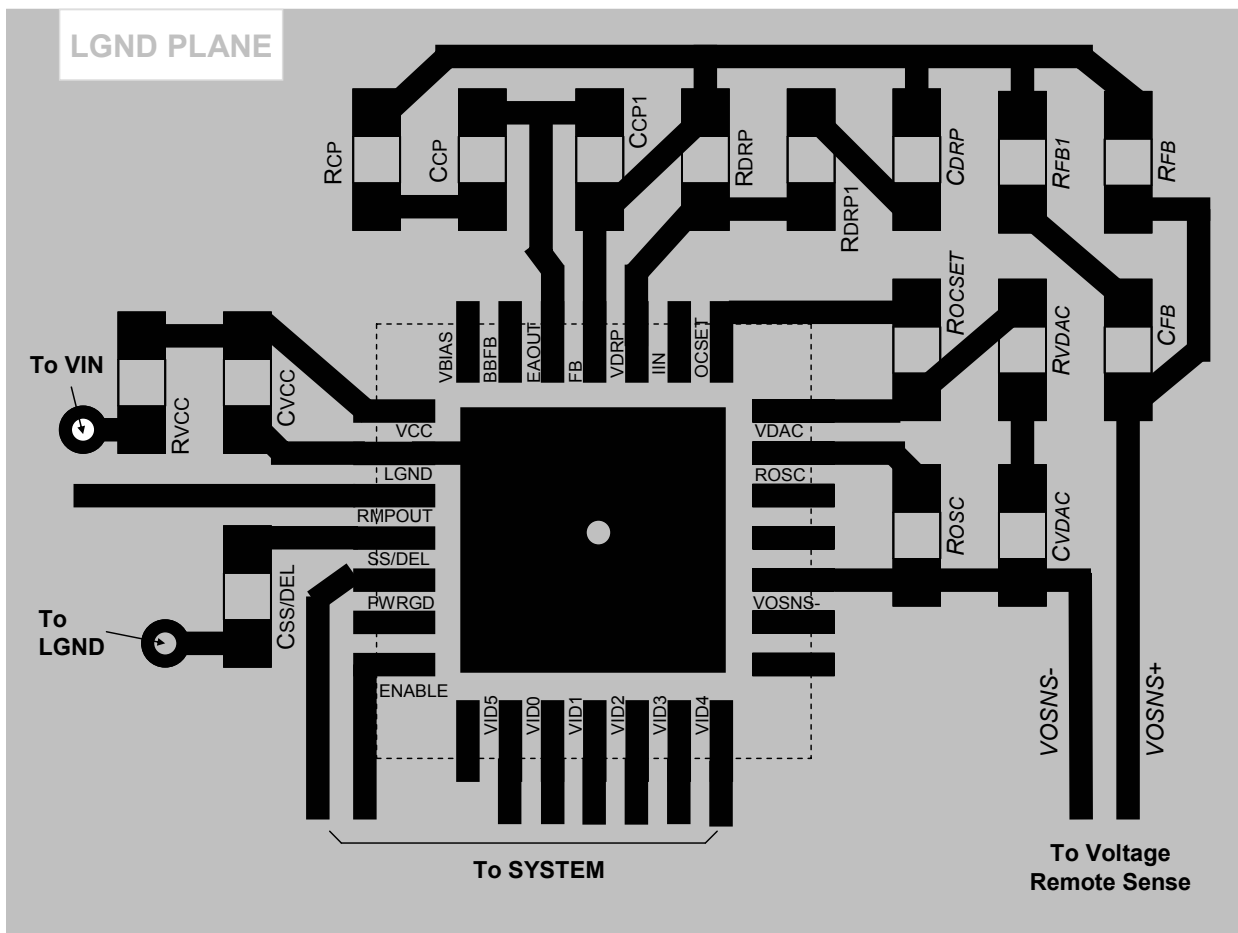 LGND PLANE
RCP
CCP
CCP1
RDRP
RDRP1
CDRP
RFB1
RFB
VBIAS
BBFB
EAOUT
FB
VDRP
IIN
OCSET
ROCSET
RVDAC
CFB
To VIN
RVCC
CVCC
VCC
LGND
RMPOUT
SS/DEL
PWRGD
ENABLE
VDAC
ROSC
VOSNS-
ROSC
CVDAC
To
LGND
CSS/DEL
VID5
VID0
VID1
VID2
VID3
VID4
VOSNS-
VOSNS+
To SYSTEM
To Voltage
Remote Sense